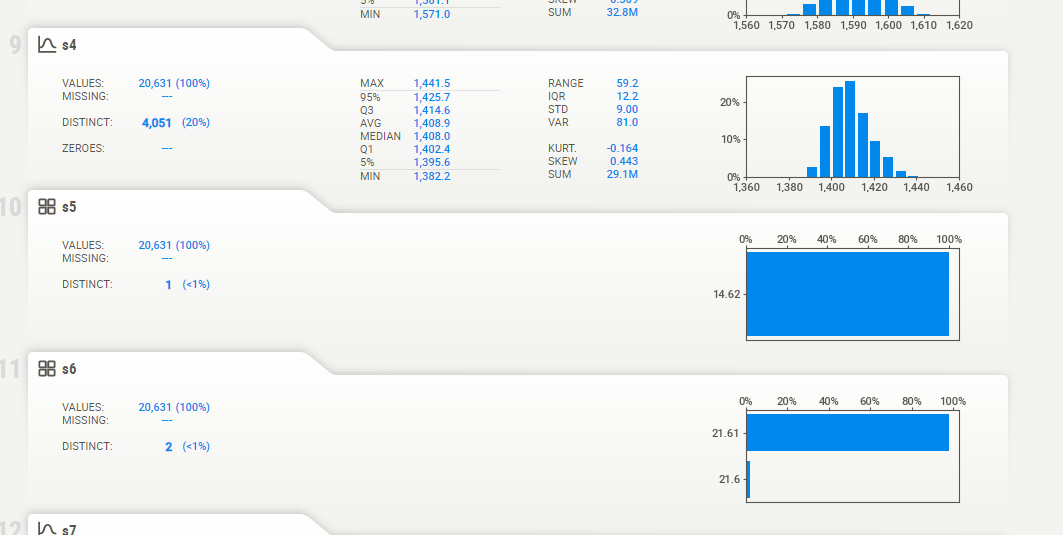 5% 1,581.1 SKEW 0.309
MIN 1,571.0 SUM 32.8M
0%
1,560 1,570 1,580 1,590 1,600 1,610 1,620
9 s4
VALUES: 20,631 (100%)
MISSING: ---
DISTINCT: 4,051 (20%)
ZEROES: ---
MAX 1,441.5
95% 1,425.7
Q3 1,414.6
AVG 1,408.9
MEDIAN 1,408.0
Q1 1,402.4
5% 1,395.6
MIN 1,382.2
RANGE 59.2
IQR 12.2
STD 9.00
VAR 81.0
KURT. -0.164
SKEW 0.443
SUM 29.1M
20%
10%
0%
1,360 1,380 1,400 1,420 1,440 1,460
10 s5
VALUES: 20,631 (100%)
MISSING: ---
DISTINCT: 1 (<1%)
0% 20% 40% 60% 80% 100%
14.62
11 s6
VALUES: 20,631 (100%)
MISSING: ---
DISTINCT: 2 (<1%)
0% 20% 40% 60% 80% 100%
21.61
21.6
12 s7